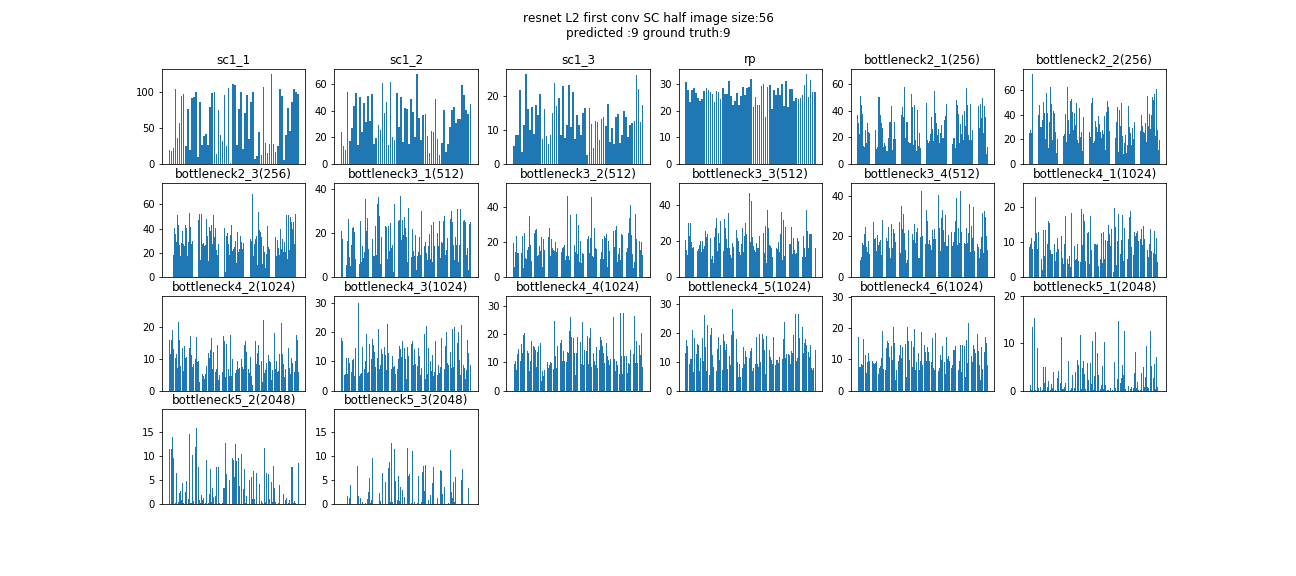 resnet L2 first conv SC half image size:56
predicted :9 ground truth:9
sc1_1 sc1_2 sc1_3 rp bottleneck2_1(256) bottleneck2_2(256)
100 60 20 30 60 60
50 40 10 20 40 40
0 20 0 10 20 20
0 0 0 0
bottleneck2_3(256) bottleneck3_1(512) bottleneck3_2(512) bottleneck3_3(512) bottleneck3_4(512) bottleneck4_1(1024)
60 40 40 40 40 20
40 20 20 20 20 10
20 0 0 0 0 0
0
bottleneck4_2(1024) bottleneck4_3(1024) bottleneck4_4(1024) bottleneck4_5(1024) bottleneck4_6(1024) bottleneck5_1(2048)
20 30 30 30 30 20
10 20 20 20 20 10
0 10 10 10 10 0
0 0 0 0
bottleneck5_2(2048) bottleneck5_3(2048)
15 15
10 10
5 5
0 0